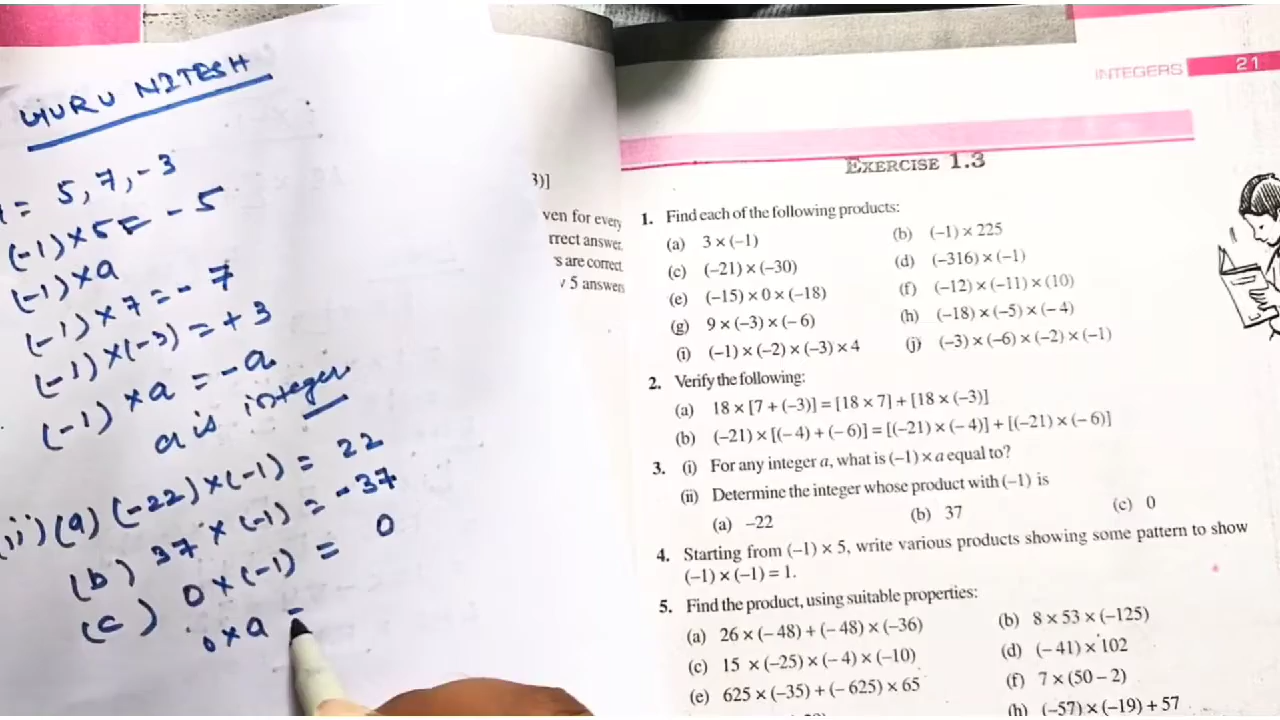 GURU NITESH
= 5, 7, -3
(-1)×5= -5
(-1)×a
(-1)×7=-7
(-1)×(-3)=+3
(-1)×a=-a
a is integer
(ii)(a)(-22)×(-1)= 22
(b) 37×(-1)=-37
(c) 0×(-1) = 0
0×a =
3)]
ven for every
rrect answer.
s are correct
5 answers
INTEGERS 21
EXERCISE 1.3
1. Find each of the following products:
(a) 3 × (–1) (b) (–1) × 225
(c) (–21) × (–30) (d) (–316) × (–1)
(e) (–15) × 0 × (–18) (f) (–12) × (–11) × (10)
(g) 9 × (–3) × (– 6) (h) (–18) × (–5) × (– 4)
(i) (–1) × (–2) × (–3) × 4 (j) (–3) × (–6) × (–2) × (–1)
2. Verify the following:
(a) 18 × [7 + (–3)] = [18 × 7] + [18 × (–3)]
(b) (–21) × [(– 4) + (– 6)] = [(–21) × (– 4)] + [(–21) × (– 6)]
3. (i) For any integer a, what is (–1) × a equal to?
(ii) Determine the integer whose product with (–1) is
(a) –22 (b) 37 (c) 0
4. Starting from (–1) × 5, write various products showing some pattern to show
(–1) × (–1) = 1.
5. Find the product, using suitable properties:
(a) 26 × (– 48) + (– 48) × (–36) (b) 8 × 53 × (–125)
(c) 15 × (–25) × (– 4) × (–10) (d) (– 41) × 102
(e) 625 × (–35) + (– 625) × 65 (f) 7 × (50 – 2)
(h) (–57) × (–19) + 57